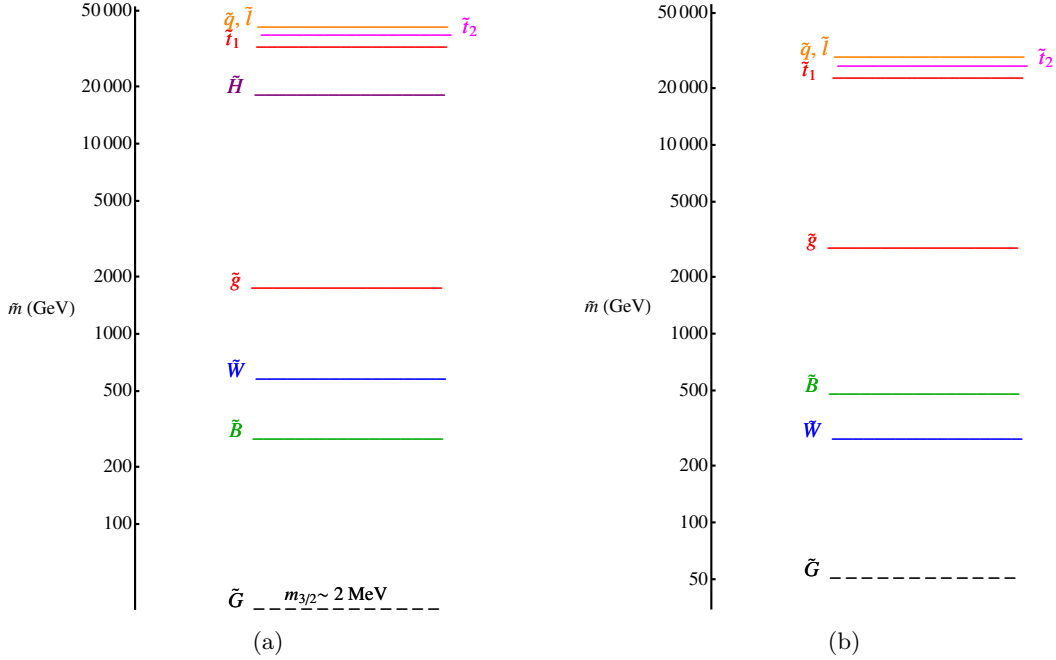 50 000
20 000
10 000
5000
2000
1000
500
200
100
m̃ (GeV)
q̃, l̃
t̃₂
t̃₁
H̃
g̃
W̃
B̃
G̃
m₃/₂~ 2 MeV
(a)
50 000
20 000
10 000
5000
2000
1000
500
200
100
50
m̃ (GeV)
q̃, l̃
t̃₂
t̃₁
g̃
B̃
W̃
G̃
(b)